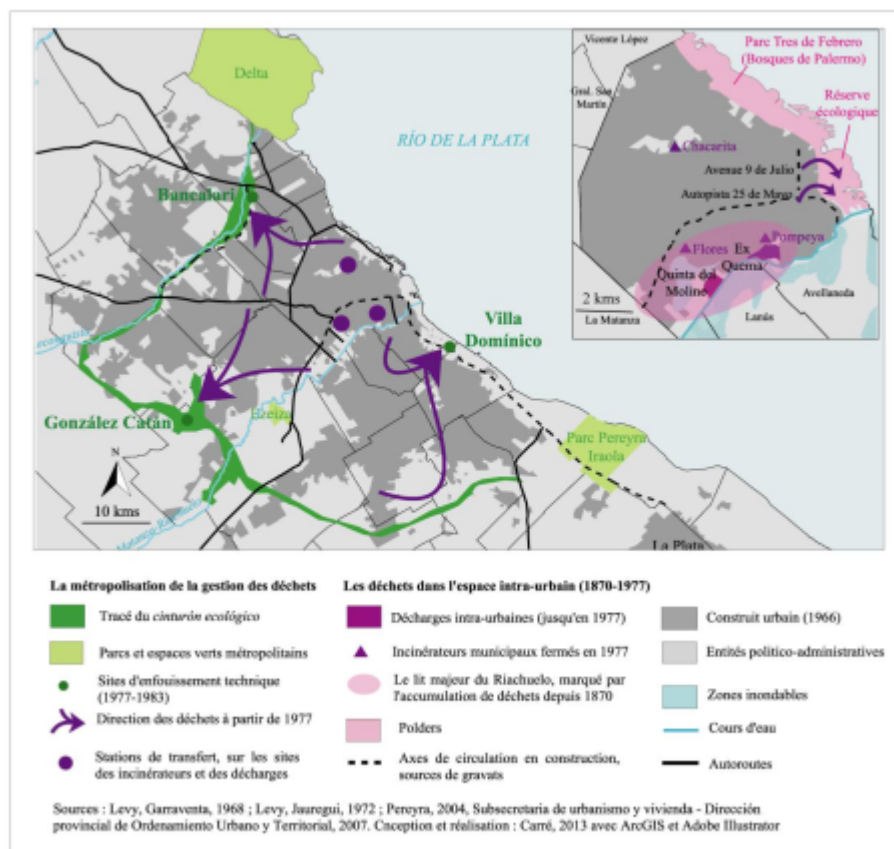 Delta
RÍO DE LA PLATA
Bancalari
Villa
Domínico
González Catán
Ezeiza
Parc Pereyra
Iraola
N
10 kms
Matanza-Riachuelo
La Plata
Vicente López
Parc Tres de Febrero
(Bosques de Palermo)
Gral. San
Martín
Réserve
écologique
Chacarita
Avenue 9 de Julio
Autopista 25 de Mayo
Flores
Ex
Quema
Pompeya
Quinta del
Moline
Avellaneda
2 kms
La Matanza
Lanús
La métropolisation de la gestion des déchets
Tracé du cinturón ecológico
Parcs et espaces verts métropolitains
Sites d'enfouissement technique
(1977-1983)
Direction des déchets à partir de 1977
Stations de transfert, sur les sites
des incinérateurs et des décharges
Les déchets dans l'espace intra-urbain (1870-1977)
Décharges intra-urbaines (jusqu'en 1977)
Incinérateurs municipaux fermés en 1977
Le lit majeur du Riachuelo, marqué par
l'accumulation de déchets depuis 1870
Polders
Axes de circulation en construction,
sources de gravats
Construit urbain (1966)
Entités politico-administratives
Zones inondables
Cours d'eau
Autoroutes
Sources : Levy, Garraventa, 1968 ; Levy, Jauregui, 1972 ; Pereyra, 2004, Subsecretaria de urbanismo y vivienda - Dirección
provincial de Ordenamiento Urbano y Territorial, 2007. Cnception et réalisation : Carré, 2013 avec ArcGIS et Adobe Illustrator